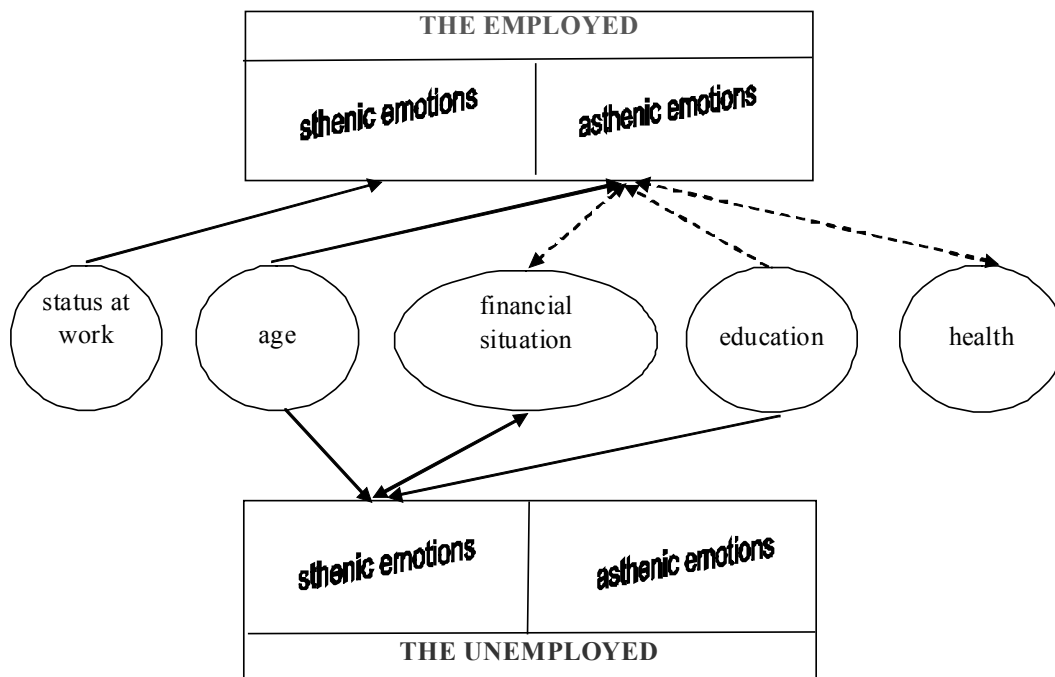 THE EMPLOYED
sthenic emotions
asthenic emotions
status at
work
age
financial
situation
education
health
sthenic emotions
asthenic emotions
THE UNEMPLOYED